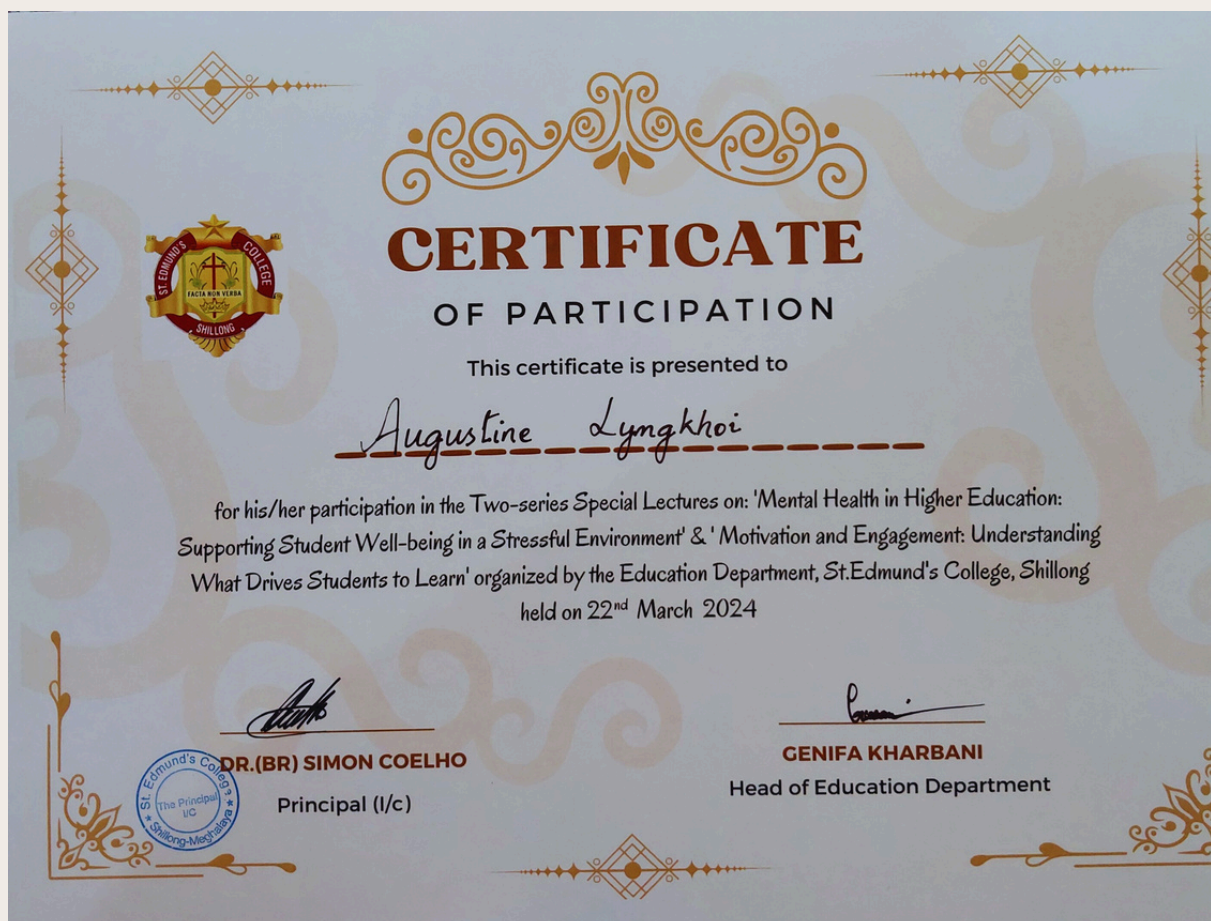 ST. EDMUND'S COLLEGE
FACTA NON VERBA
SHILLONG
CERTIFICATE
OF PARTICIPATION
This certificate is presented to
Augustine Lyngkhoi
for his/her participation in the Two-series Special Lectures on: 'Mental Health in Higher Education:
Supporting Student Well-being in a Stressful Environment' & ' Motivation and Engagement: Understanding
What Drives Students to Learn' organized by the Education Department, St.Edmund's College, Shillong
held on 22nd March 2024
DR.(BR) SIMON COELHO
Principal (I/c)
GENIFA KHARBANI
Head of Education Department
St. Edmund's College
The Principal
I/C
Shillong-Meghalaya